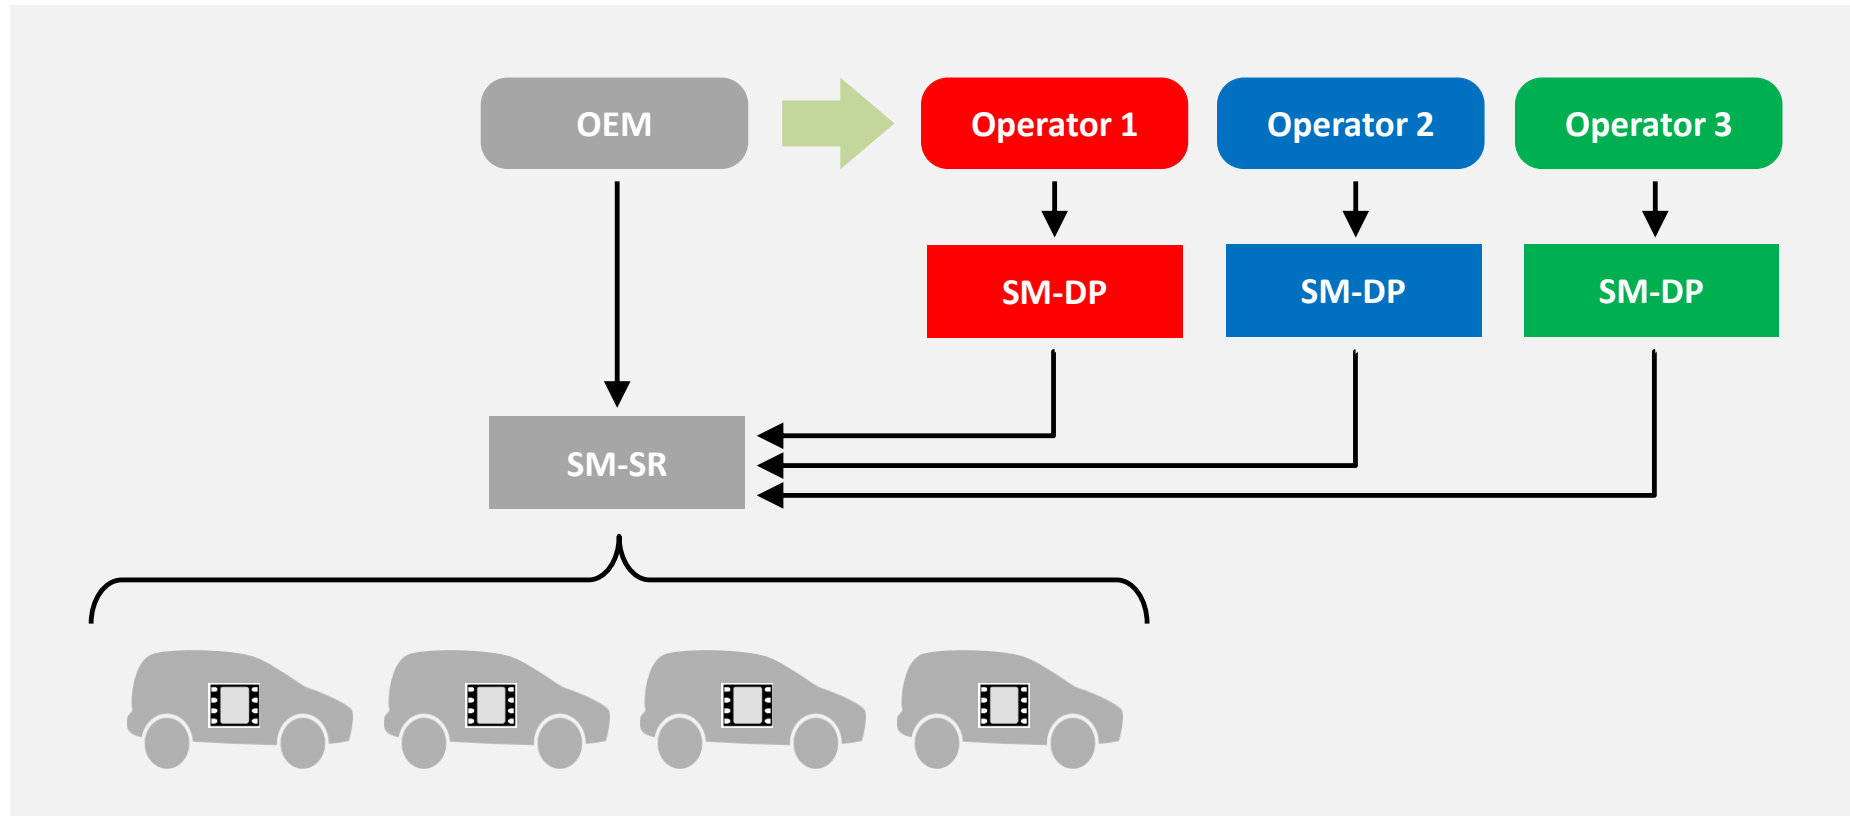 OEM
Operator 1
Operator 2
Operator 3
SM-DP
SM-DP
SM-DP
SM-SR